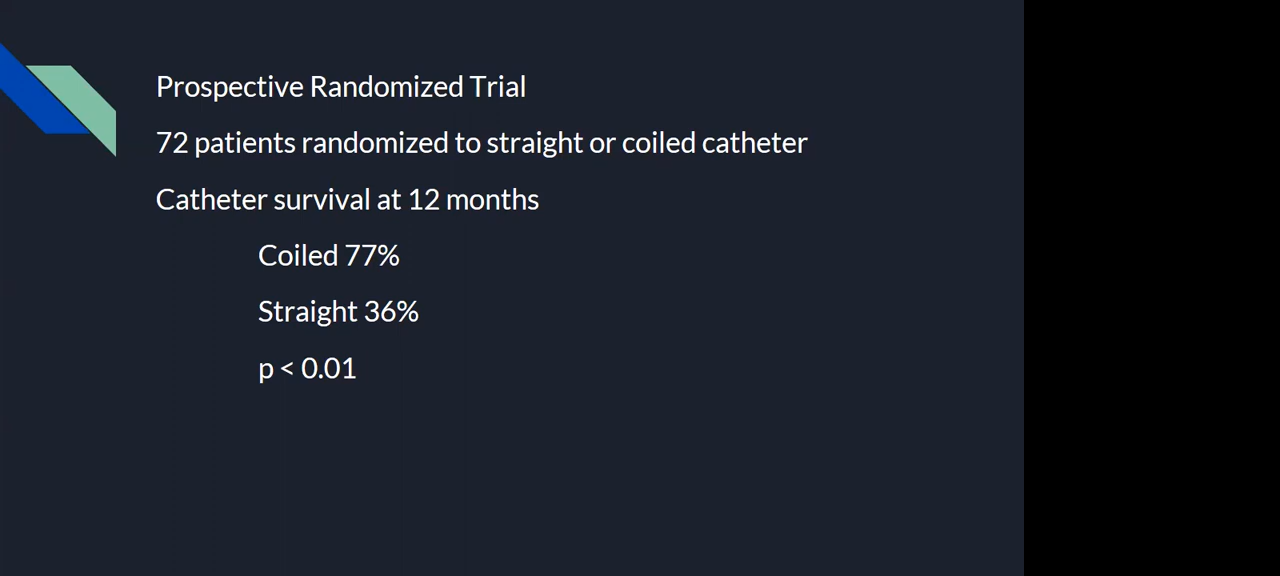 Prospective Randomized Trial
72 patients randomized to straight or coiled catheter
Catheter survival at 12 months
Coiled 77%
Straight 36%
p < 0.01